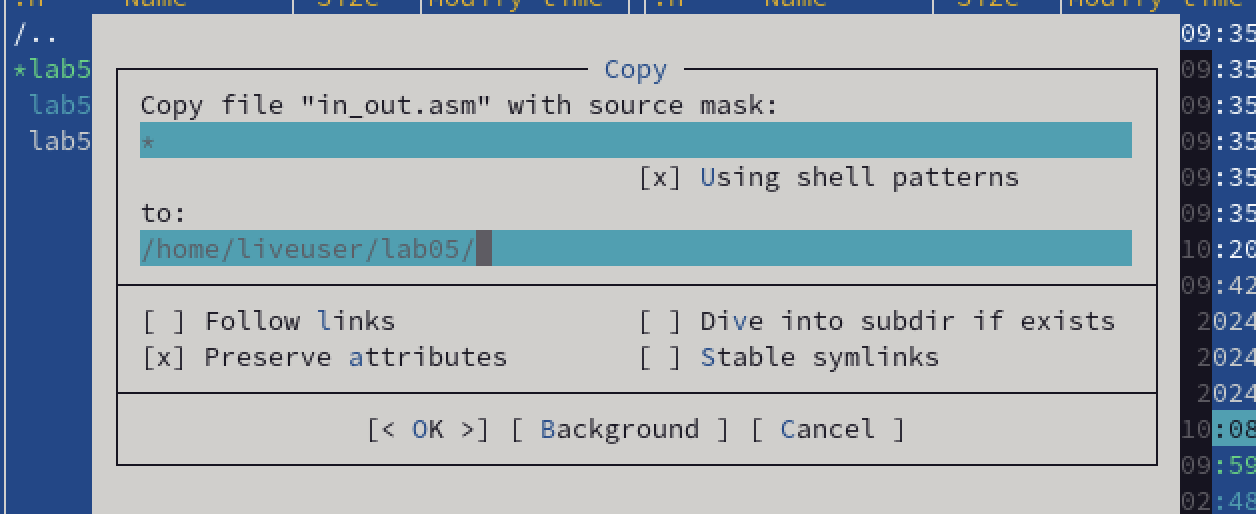 .n Name Size Modify time .n Name Size Modify time
/.. 09:35
*lab5 09:35
lab5 09:35
lab5 09:35
09:35
09:35
10:20
09:42
2024
2024
2024
10:08
09:59
02:48
Copy
Copy file "in_out.asm" with source mask:
*
[x] Using shell patterns
to:
/home/liveuser/lab05/
[ ] Follow links [ ] Dive into subdir if exists
[x] Preserve attributes [ ] Stable symlinks
[< OK >] [ Background ] [ Cancel ]